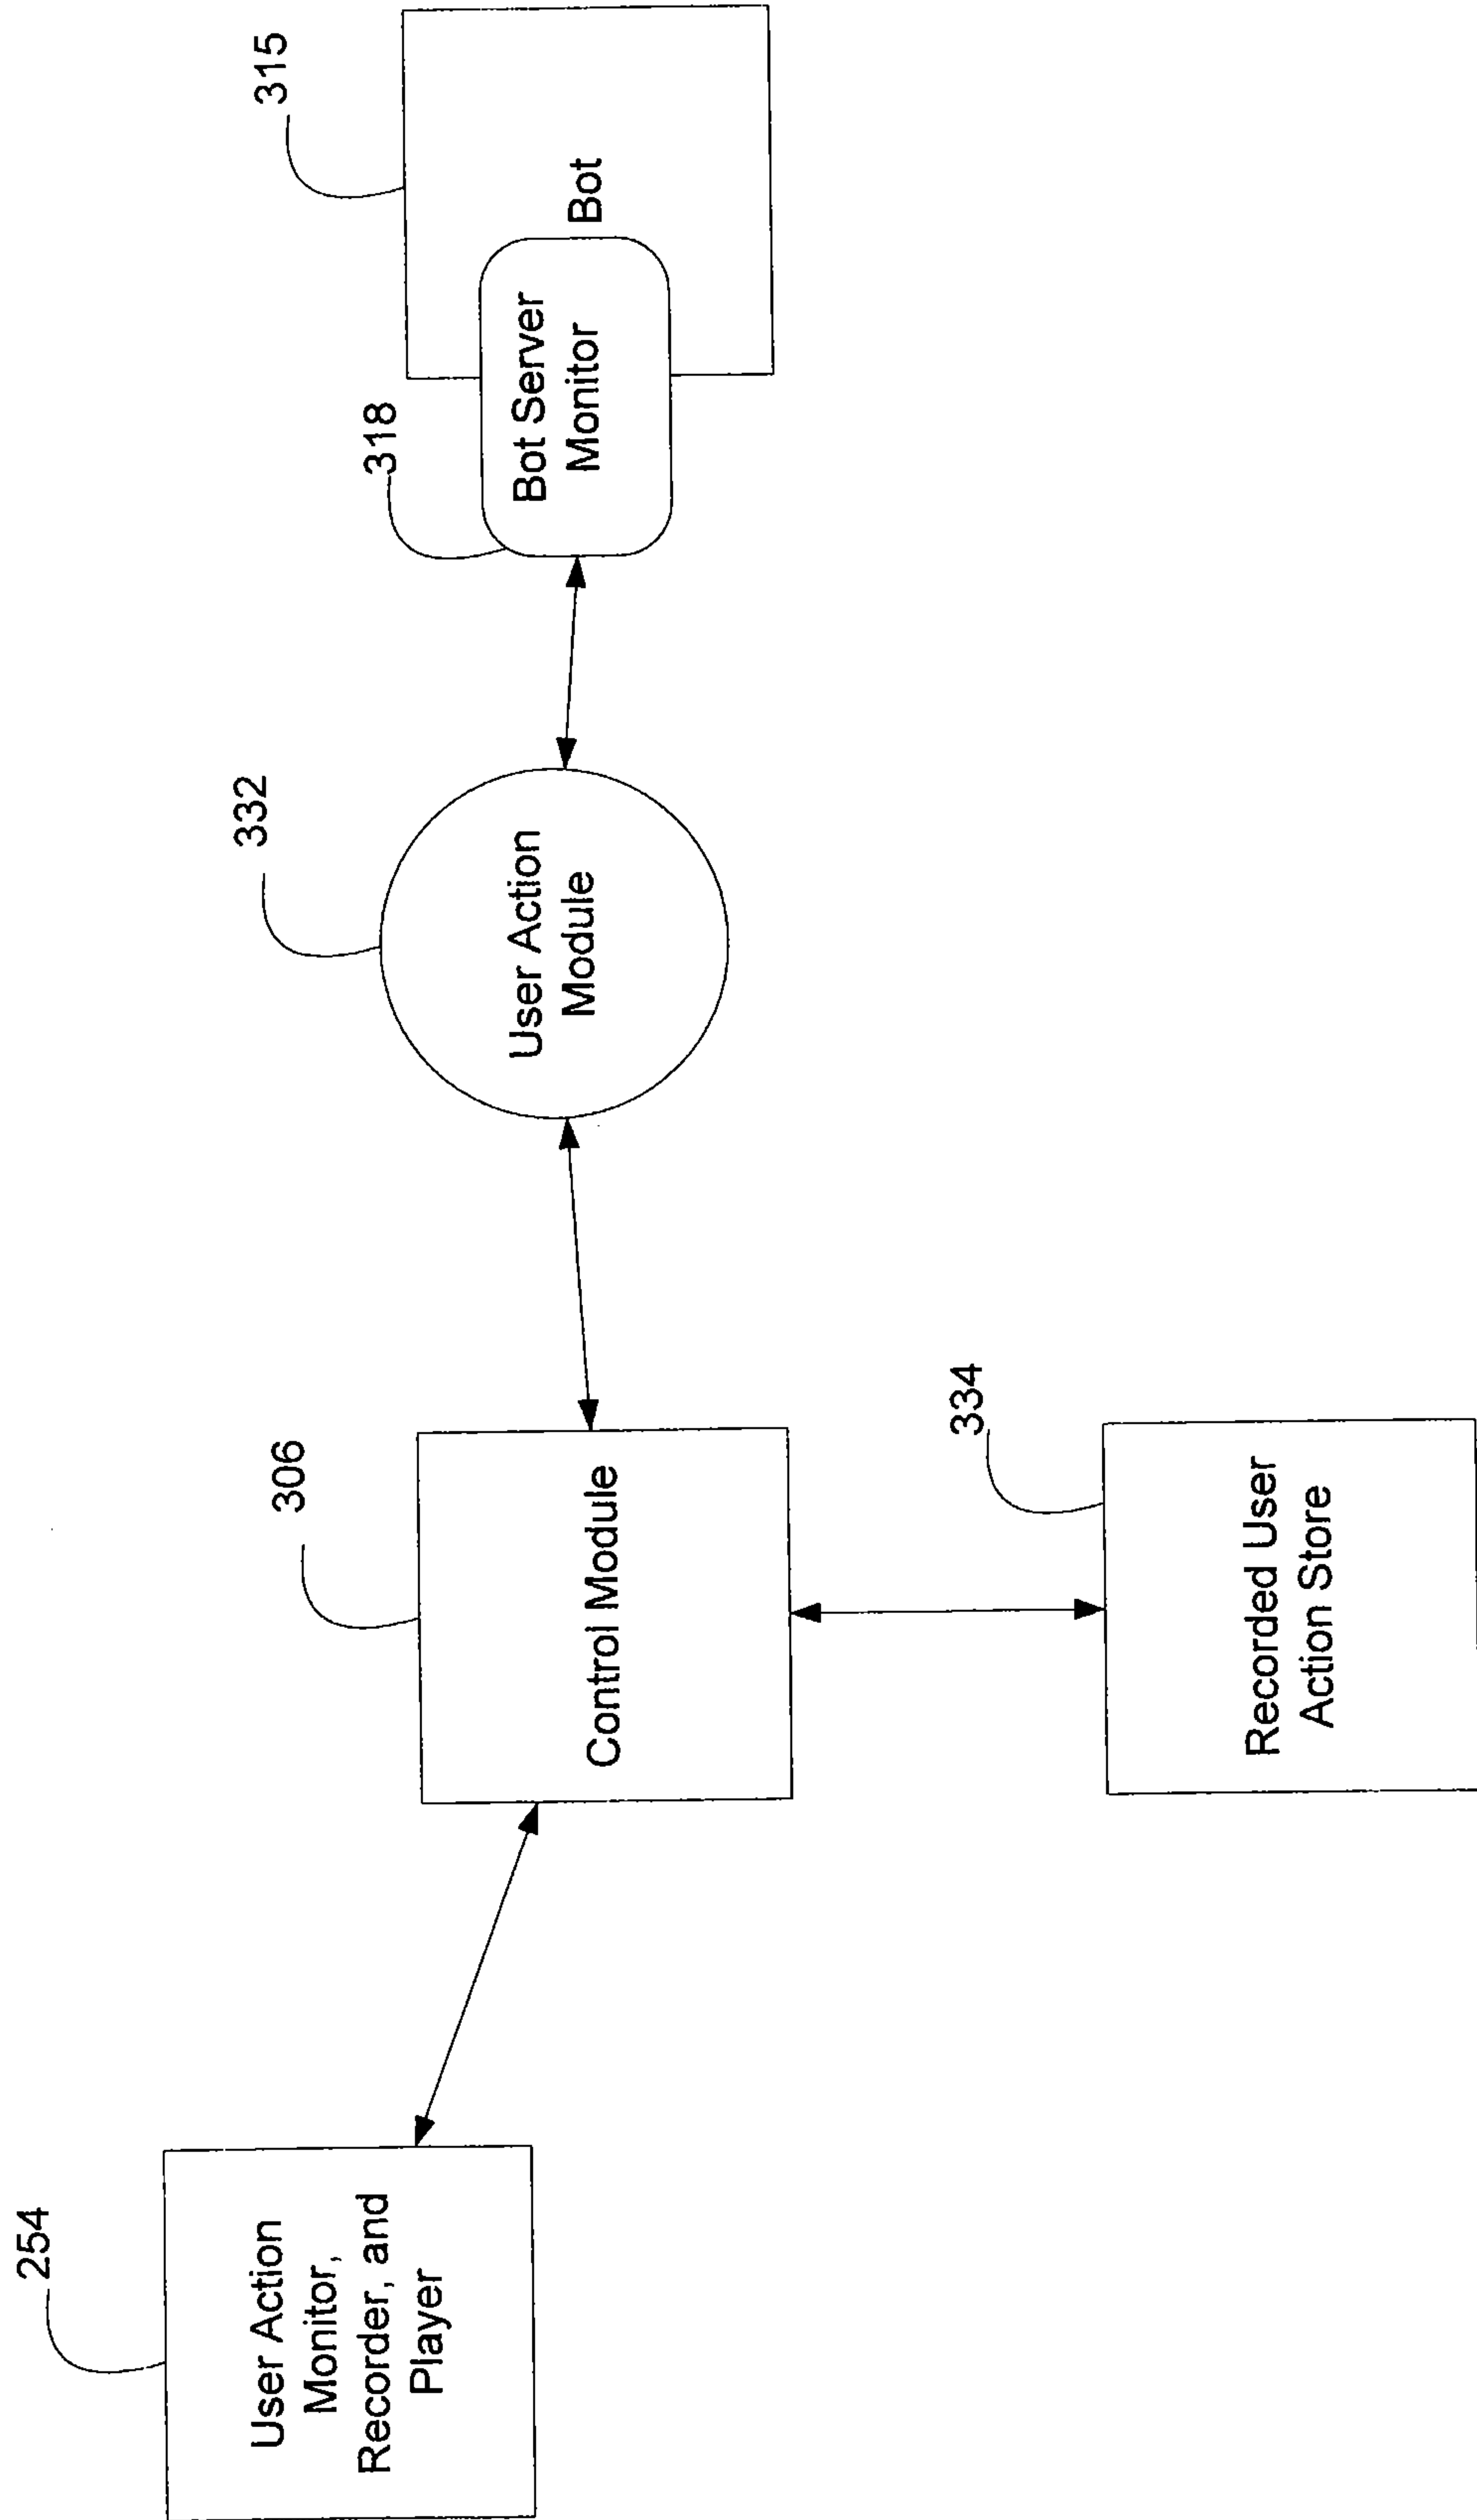 254
User Action
Monitor,
Recorder, and
Player
306
Control Module
334
Recorded User
Action Store
332
User Action
Module
318
Bot Server
Monitor
315
Bot